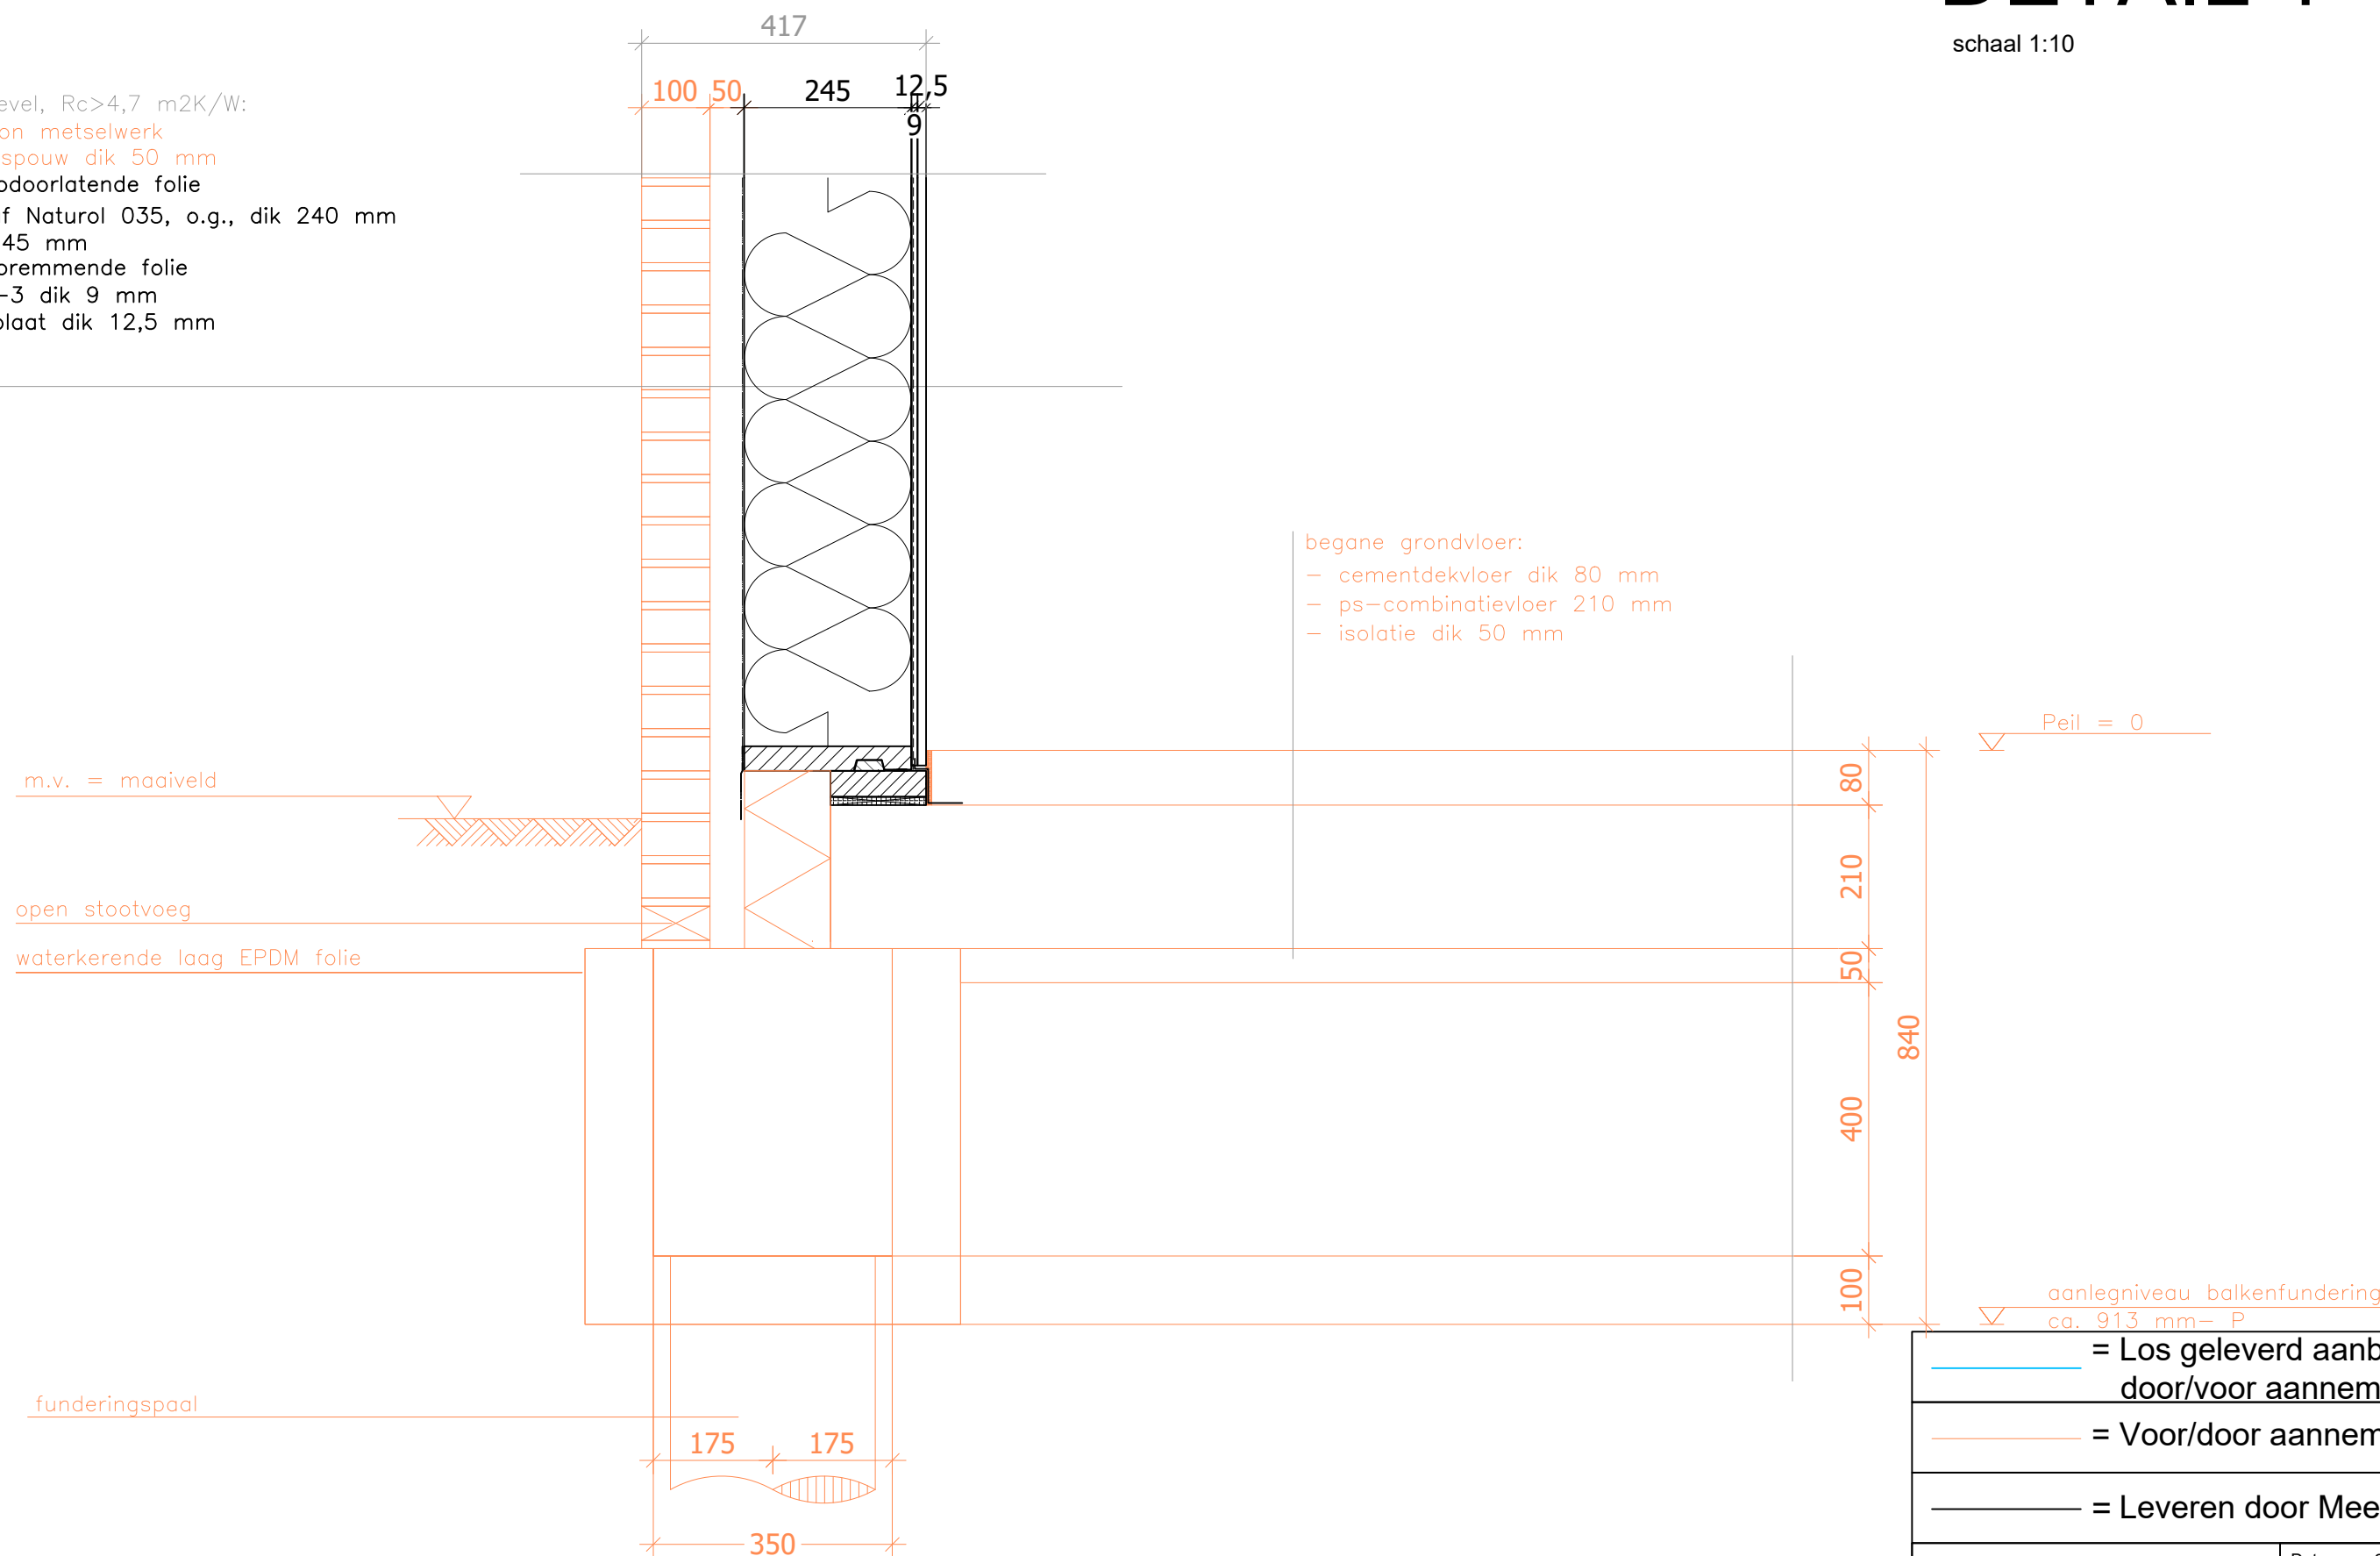 schaal 1:10
417
100 50 245 12,5
9
evel, Rc>4,7 m2K/W:
on metselwerk
spouw dik 50 mm
odoorlatende folie
f Naturol 035, o.g., dik 240 mm
45 mm
oremmende folie
-3 dik 9 mm
plaat dik 12,5 mm
begane grondvloer:
- cementdekvloer dik 80 mm
- ps-combinatievloer 210 mm
- isolatie dik 50 mm
Peil = 0
m.v. = maaiveld
80
210
open stootvoeg
waterkerende laag EPDM folie
50
840
400
100
aanlegniveau balkenfundering
ca. 913 mm- P
= Los geleverd aanb
door/voor aannem
funderingspaal
= Voor/door aannem
175 175
= Leveren door Mee
350